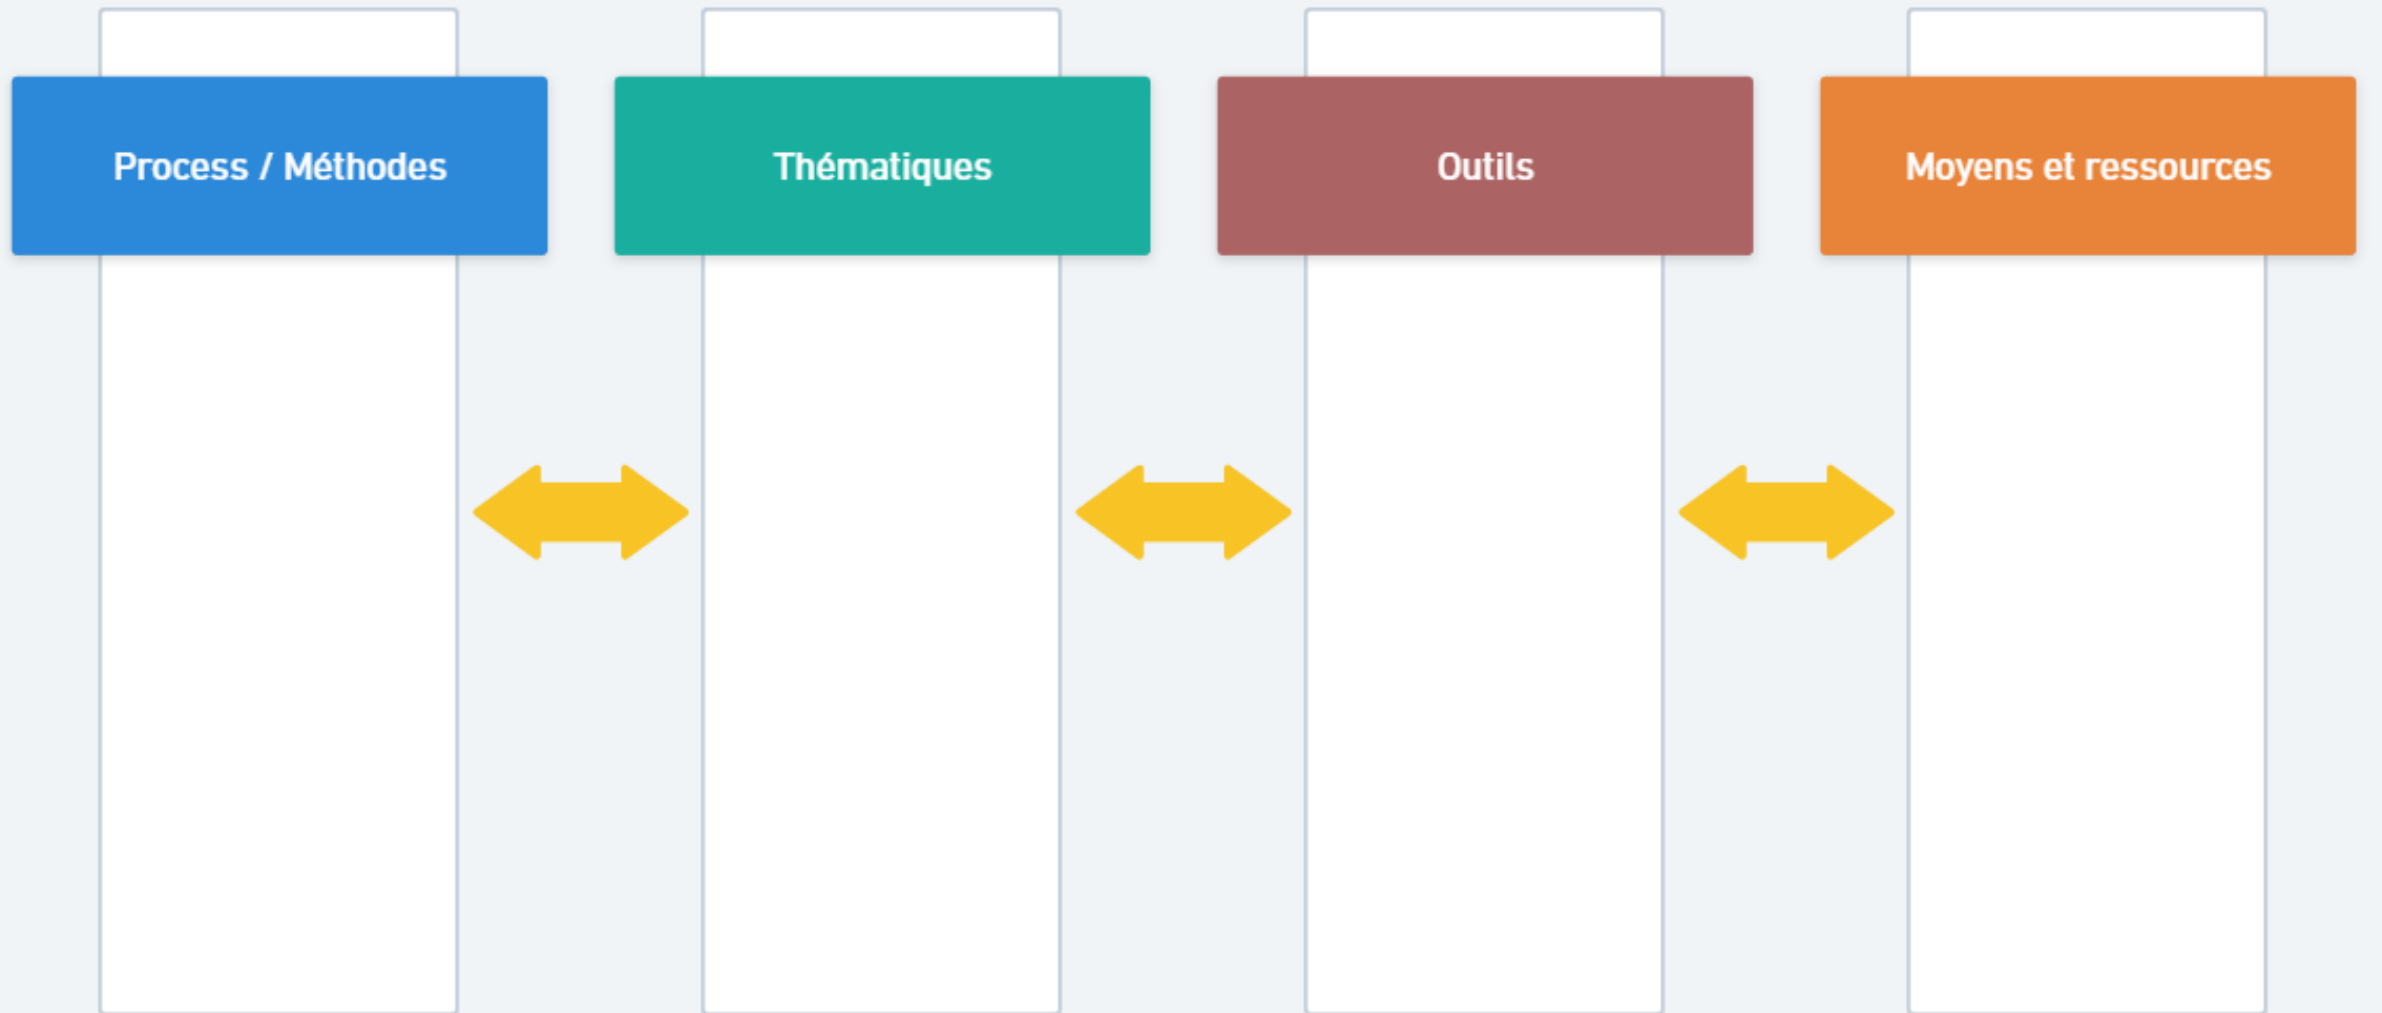 Process / Méthodes
Thématiques
Outils
Moyens et ressources